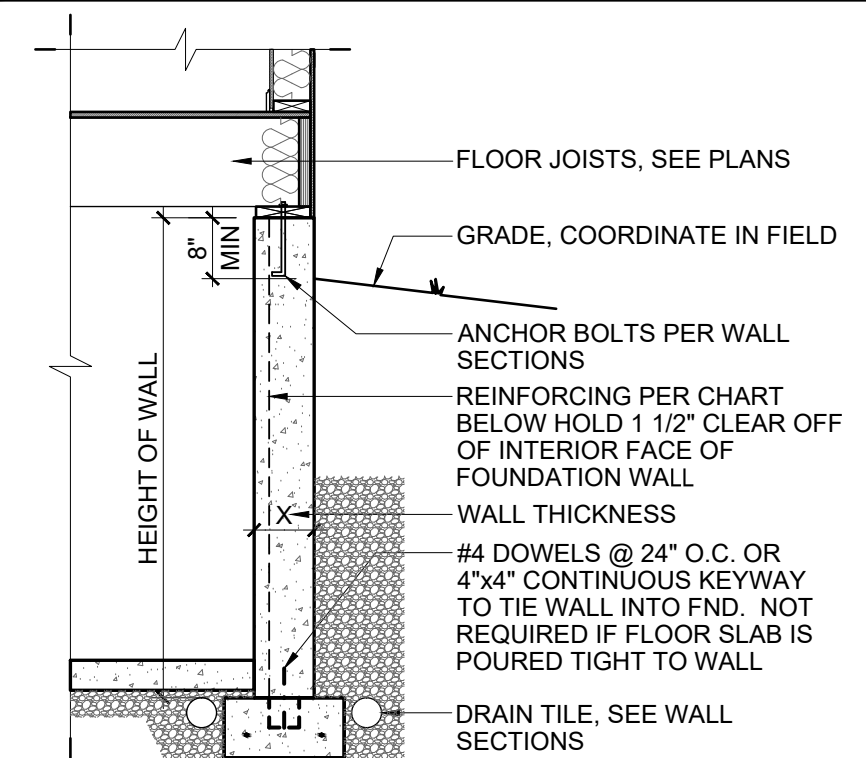 FLOOR JOISTS, SEE PLANS
8"
MIN
GRADE, COORDINATE IN FIELD
ANCHOR BOLTS PER WALL
SECTIONS
HEIGHT OF WALL
REINFORCING PER CHART
BELOW HOLD 1 1/2" CLEAR OFF
OF INTERIOR FACE OF
FOUNDATION WALL
X
WALL THICKNESS
#4 DOWELS @ 24" O.C. OR
4"x4" CONTINUOUS KEYWAY
TO TIE WALL INTO FND. NOT
REQUIRED IF FLOOR SLAB IS
POURED TIGHT TO WALL
DRAIN TILE, SEE WALL
SECTIONS